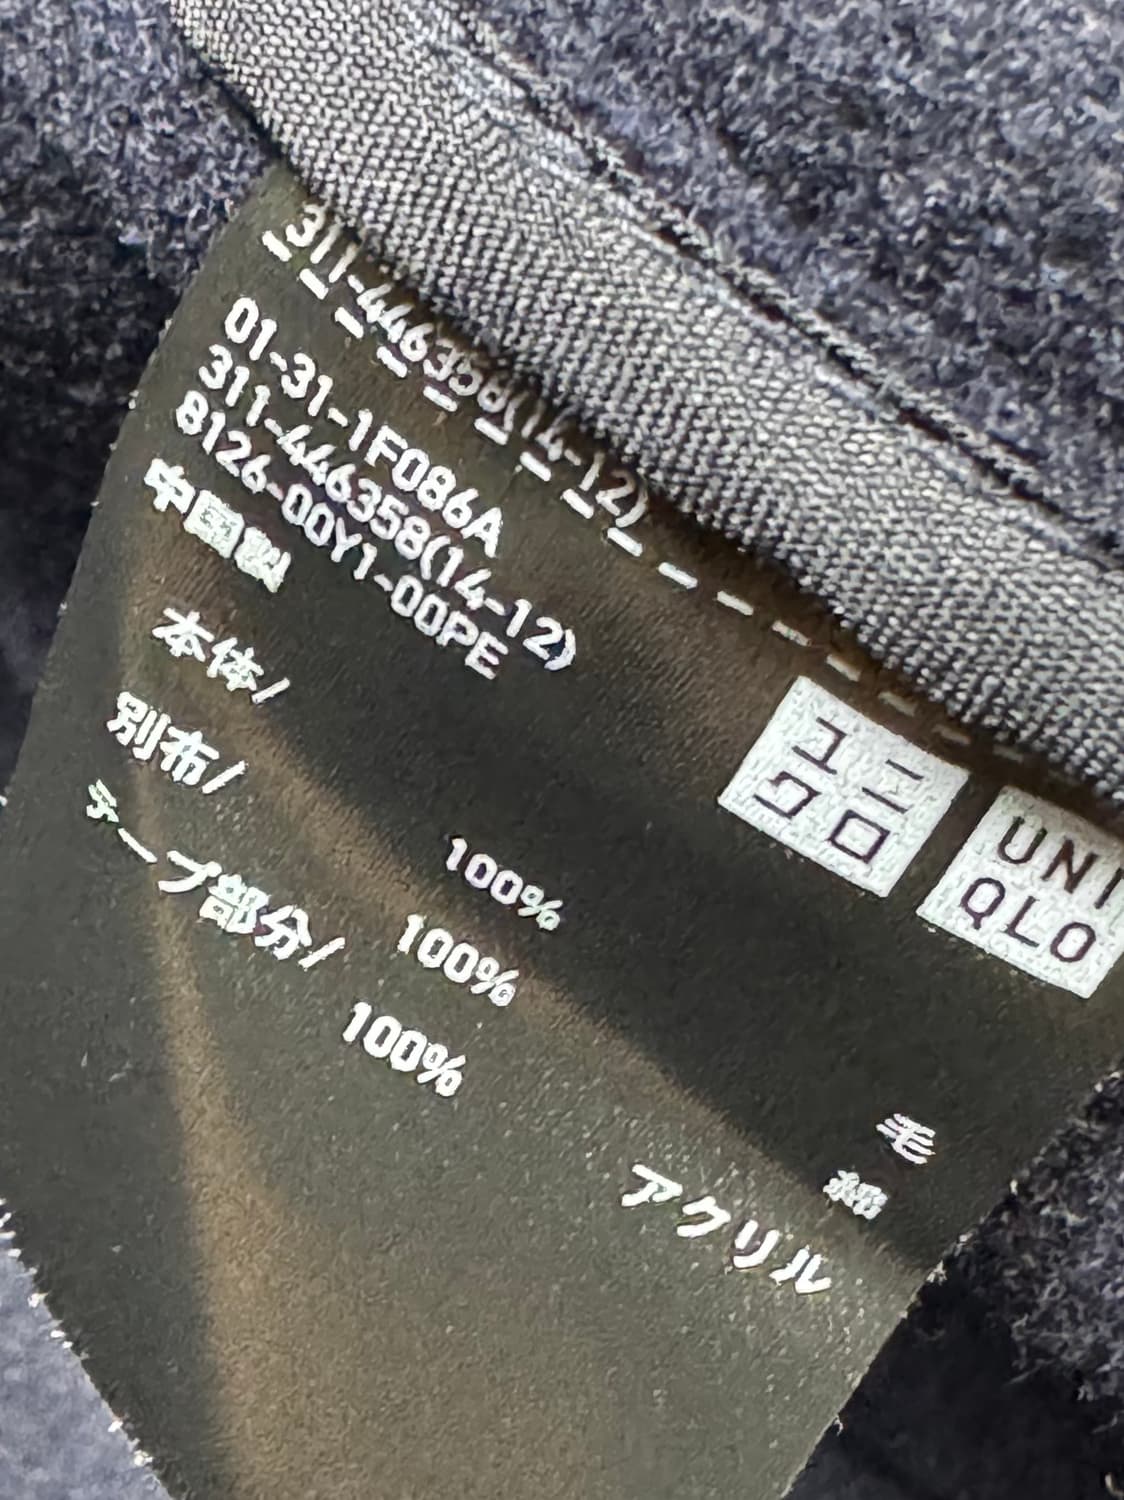 311-446358(14-12)
01-31-1F086A
311-446358(14-12)
8126-00Y1-00PE
中国製
ユニ
クロ
UNI
QLO
本体/ 100% 毛
別布/ 100% 綿
テープ部分/ 100% アクリル